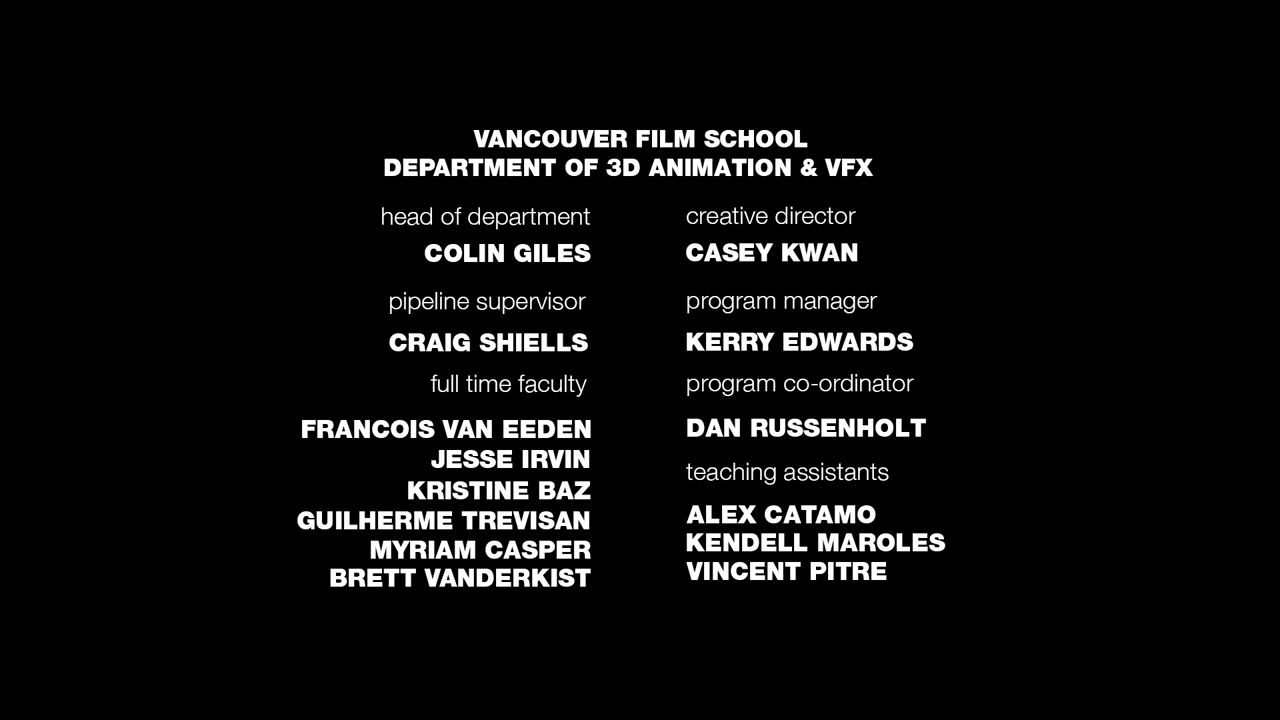 VANCOUVER FILM SCHOOL
DEPARTMENT OF 3D ANIMATION & VFX
head of department
COLIN GILES
pipeline supervisor
CRAIG SHIELLS
full time faculty
FRANCOIS VAN EEDEN
JESSE IRVIN
KRISTINE BAZ
GUILHERME TREVISAN
MYRIAM CASPER
BRETT VANDERKIST
creative director
CASEY KWAN
program manager
KERRY EDWARDS
program co-ordinator
DAN RUSSENHOLT
teaching assistants
ALEX CATAMO
KENDELL MAROLES
VINCENT PITRE